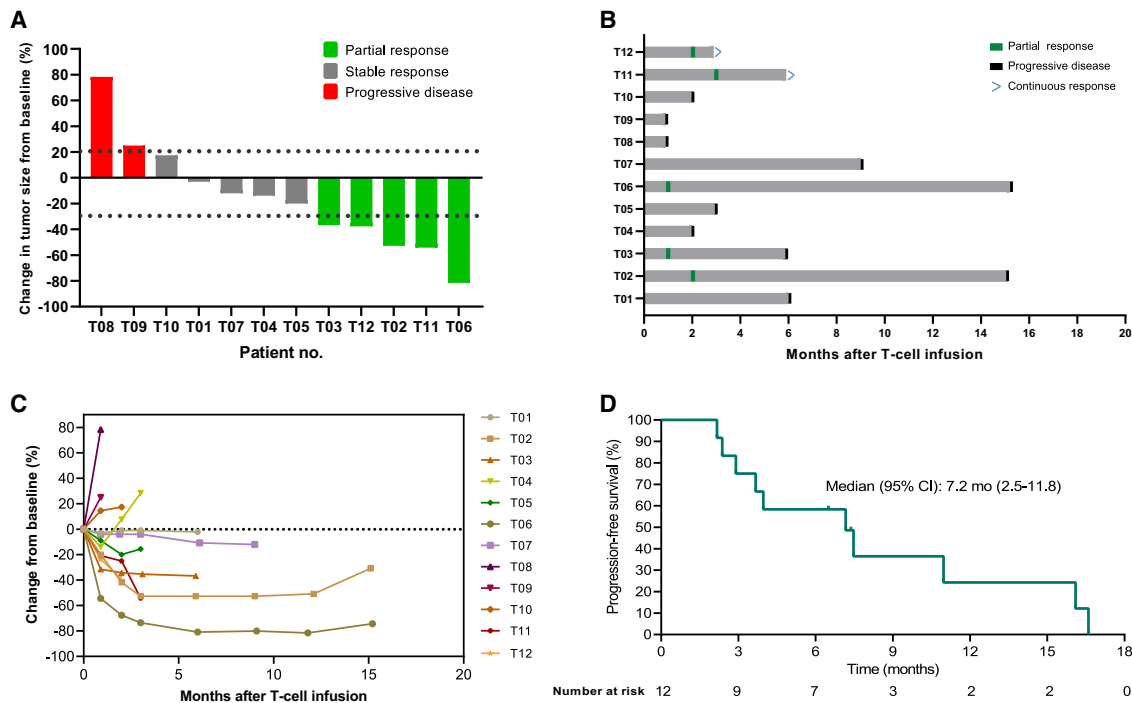 A
Change in tumor size from baseline (%)
100
80
60
40
20
0
-20
-40
-60
-80
-100
Partial response
Stable response
Progressive disease
T08 T09 T10 T01 T07 T04 T05 T03 T12 T02 T11 T06
Patient no.
B
T12
T11
T10
T09
T08
T07
T06
T05
T04
T03
T02
T01
Partial response
Progressive disease
Continuous response
0 2 4 6 8 10 12 14 16 18 20
Months after T-cell infusion
C
Change from baseline (%)
80
60
40
20
0
-20
-40
-60
-80
-100
0 5 10 15 20
Months after T-cell infusion
T01
T02
T03
T04
T05
T06
T07
T08
T09
T10
T11
T12
D
Progression-free survival (%)
100
90
80
70
60
50
40
30
20
10
0
Median (95% CI): 7.2 mo (2.5-11.8)
0 3 6 9 12 15 18
Time (months)
Number at risk 12 9 7 3 2 2 0